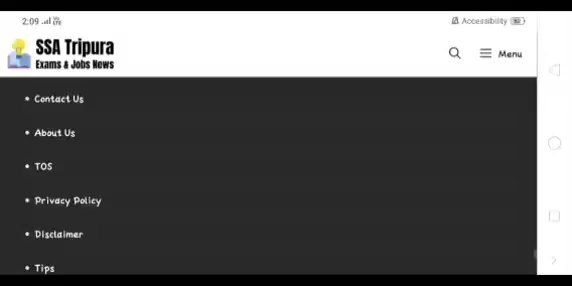 2:09
Accessibility
SSA Tripura
Exams & Jobs News
Menu
Contact Us
About Us
TOS
Privacy Policy
Disclaimer
Tips